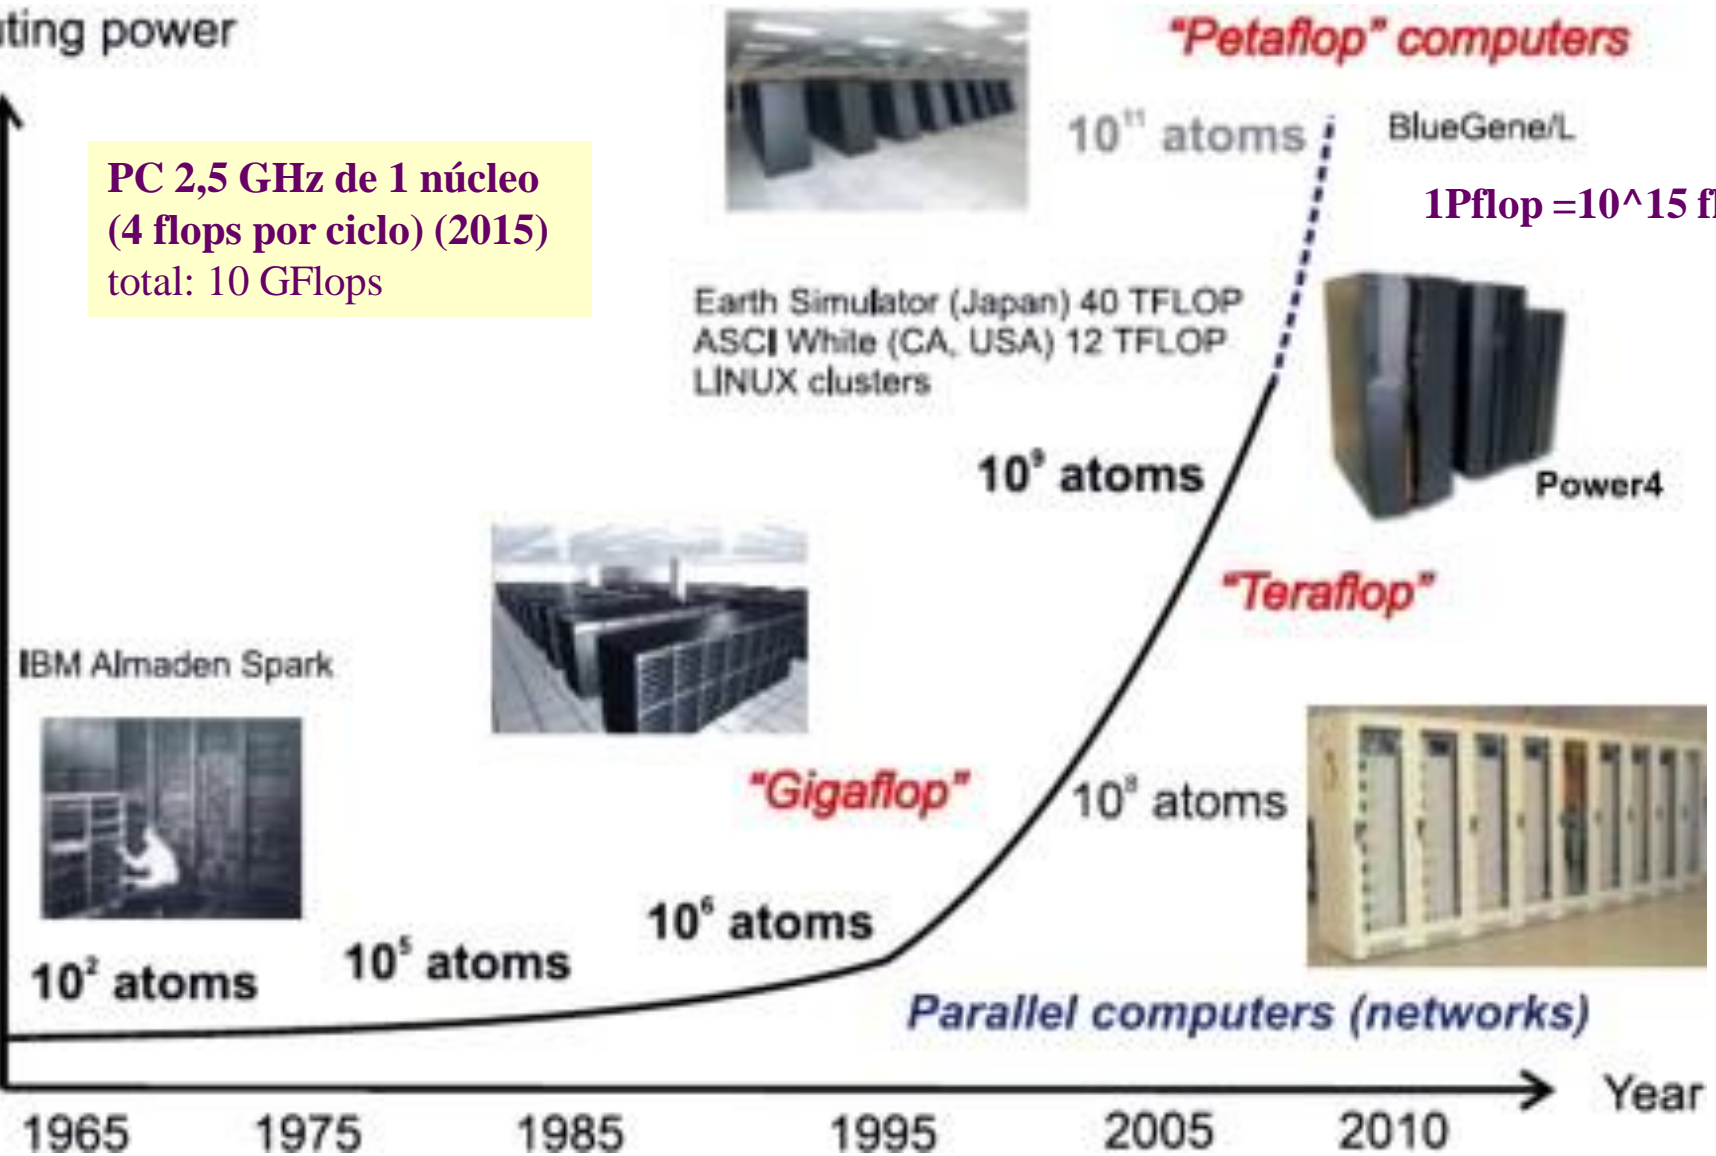 uting power
"Petaflop" computers
10¹¹ atoms
BlueGene/L
PC 2,5 GHz de 1 núcleo
(4 flops por ciclo) (2015)
total: 10 GFlops
1Pflop =10^15 fl
Earth Simulator (Japan) 40 TFLOP
ASCI White (CA, USA) 12 TFLOP
LINUX clusters
10⁹ atoms
Power4
"Teraflop"
IBM Almaden Spark
"Gigaflop"
10⁸ atoms
10⁶ atoms
10⁵ atoms
10² atoms
Parallel computers (networks)
Year
1965 1975 1985 1995 2005 2010